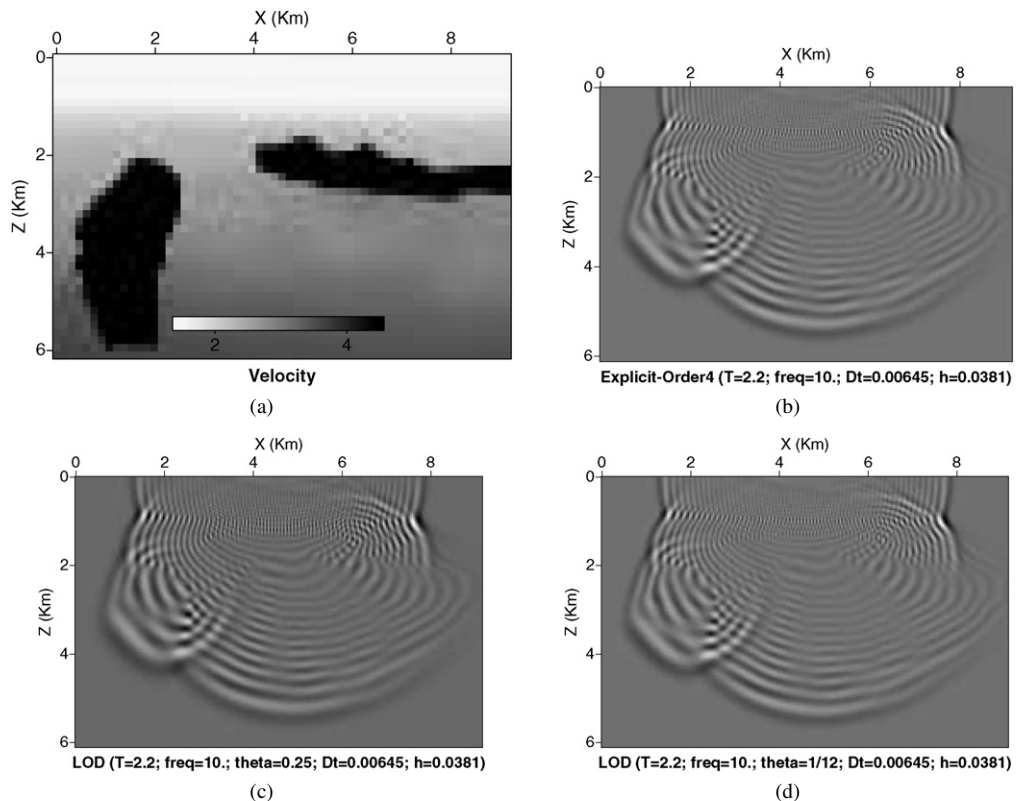 X (Km)
0 2 4 6 8
0
2
4
6
Z (Km)
2 4
Velocity
(a)
X (Km)
0 2 4 6 8
0
2
4
6
Z (Km)
Explicit-Order4 (T=2.2; freq=10.; Dt=0.00645; h=0.0381)
(b)
X (Km)
0 2 4 6 8
0
2
4
6
Z (Km)
LOD (T=2.2; freq=10.; theta=0.25; Dt=0.00645; h=0.0381)
(c)
X (Km)
0 2 4 6 8
0
2
4
6
Z (Km)
LOD (T=2.2; freq=10.; theta=1/12; Dt=0.00645; h=0.0381)
(d)